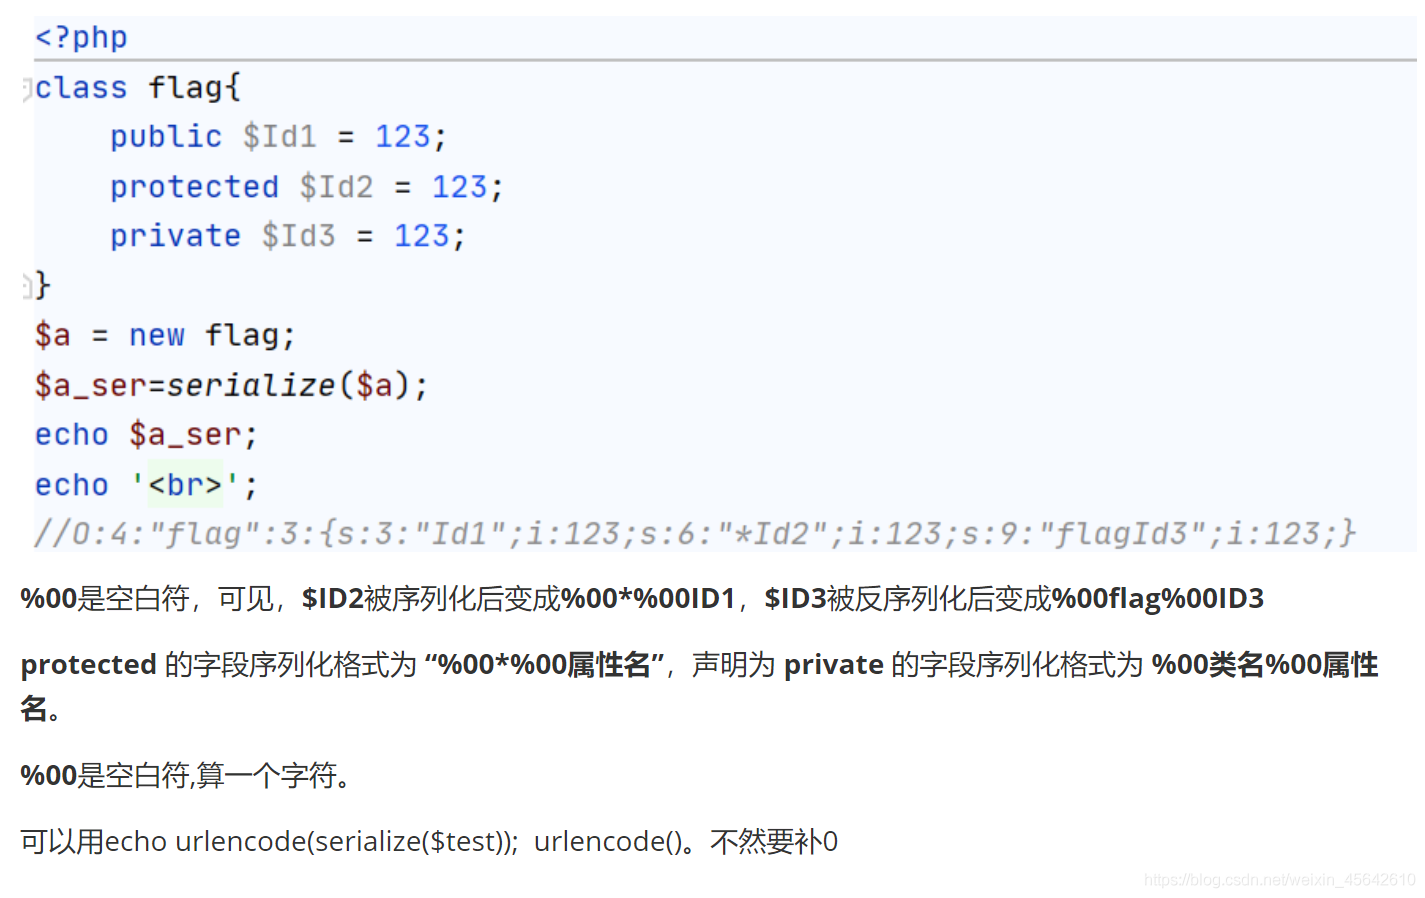 <?php
class flag{
    public $Id1 = 123;
    protected $Id2 = 123;
    private $Id3 = 123;
}
$a = new flag;
$a_ser=serialize($a);
echo $a_ser;
echo '<br>';
//O:4:"flag":3:{s:3:"Id1";i:123;s:6:"*Id2";i:123;s:9:"flagId3";i:123;}
%00是空白符，可见，$ID2被序列化后变成%00*%00ID1，$ID3被反序列化后变成%00flag%00ID3
protected 的字段序列化格式为 “%00*%00属性名”，声明为 private 的字段序列化格式为 %00类名%00属性
名。
%00是空白符,算一个字符。
可以用echo urlencode(serialize($test));  urlencode()。不然要补0
https://blog.csdn.net/weixin_45642610